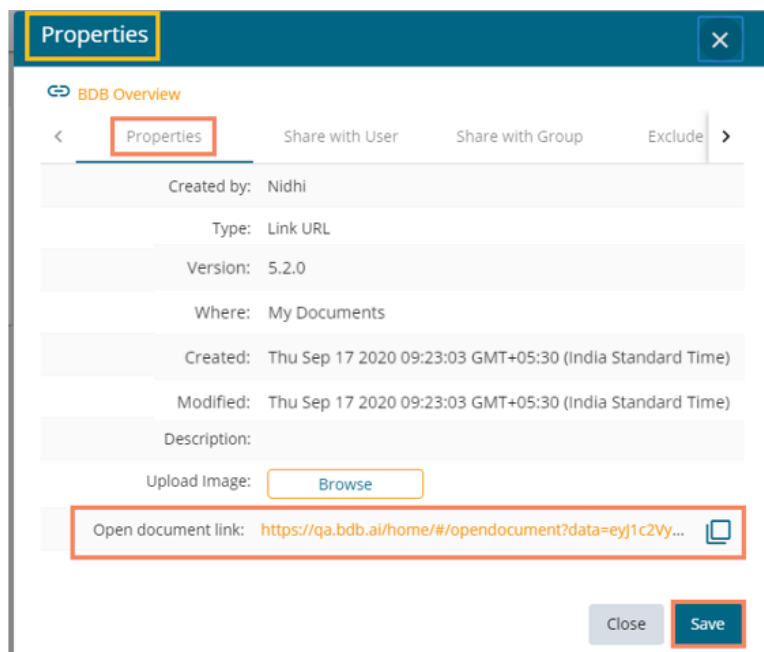 Properties
BDB Overview
Properties Share with User Share with Group Exclude
Created by: Nidhi
Type: Link URL
Version: 5.2.0
Where: My Documents
Created: Thu Sep 17 2020 09:23:03 GMT+05:30 (India Standard Time)
Modified: Thu Sep 17 2020 09:23:03 GMT+05:30 (India Standard Time)
Description:
Upload Image: Browse
Open document link: https://qa.bdb.ai/home/#/opendocument?data=eyJ1c2Vy...
Close Save